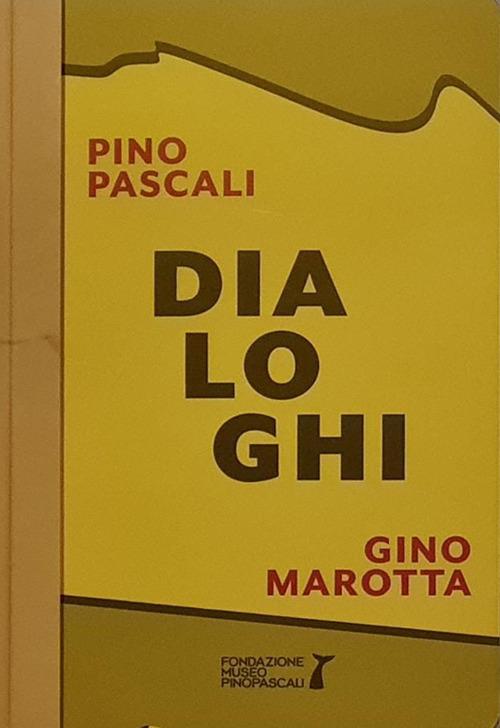 PINO
PASCALI
DIA
LO
GHI
GINO
MAROTTA
FONDAZIONE
MUSEO
PINOPASCALI